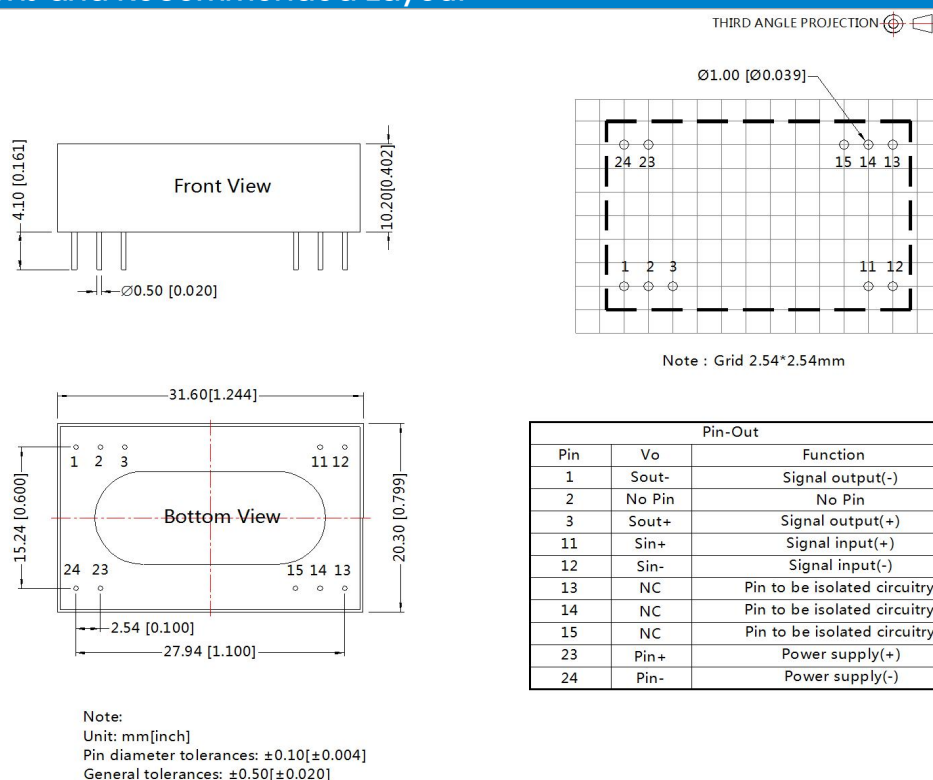 THIRD ANGLE PROJECTION
Ø1.00 [Ø0.039]
4.10 [0.161]
Front View
10.20[0.402]
Ø0.50 [0.020]
24 23
15 14 13
1 2 3
11 12
Note : Grid 2.54*2.54mm
31.60[1.244]
1 2 3
11 12
15.24 [0.600]
Bottom View
20.30 [0.799]
24 23
15 14 13
2.54 [0.100]
27.94 [1.100]
Pin-Out
Pin Vo Function
1 Sout- Signal output(-)
2 No Pin No Pin
3 Sout+ Signal output(+)
11 Sin+ Signal input(+)
12 Sin- Signal input(-)
13 NC Pin to be isolated circuitry
14 NC Pin to be isolated circuitry
15 NC Pin to be isolated circuitry
23 Pin+ Power supply(+)
24 Pin- Power supply(-)
Note:
Unit: mm[inch]
Pin diameter tolerances: ±0.10[±0.004]
General tolerances: ±0.50[±0.020]